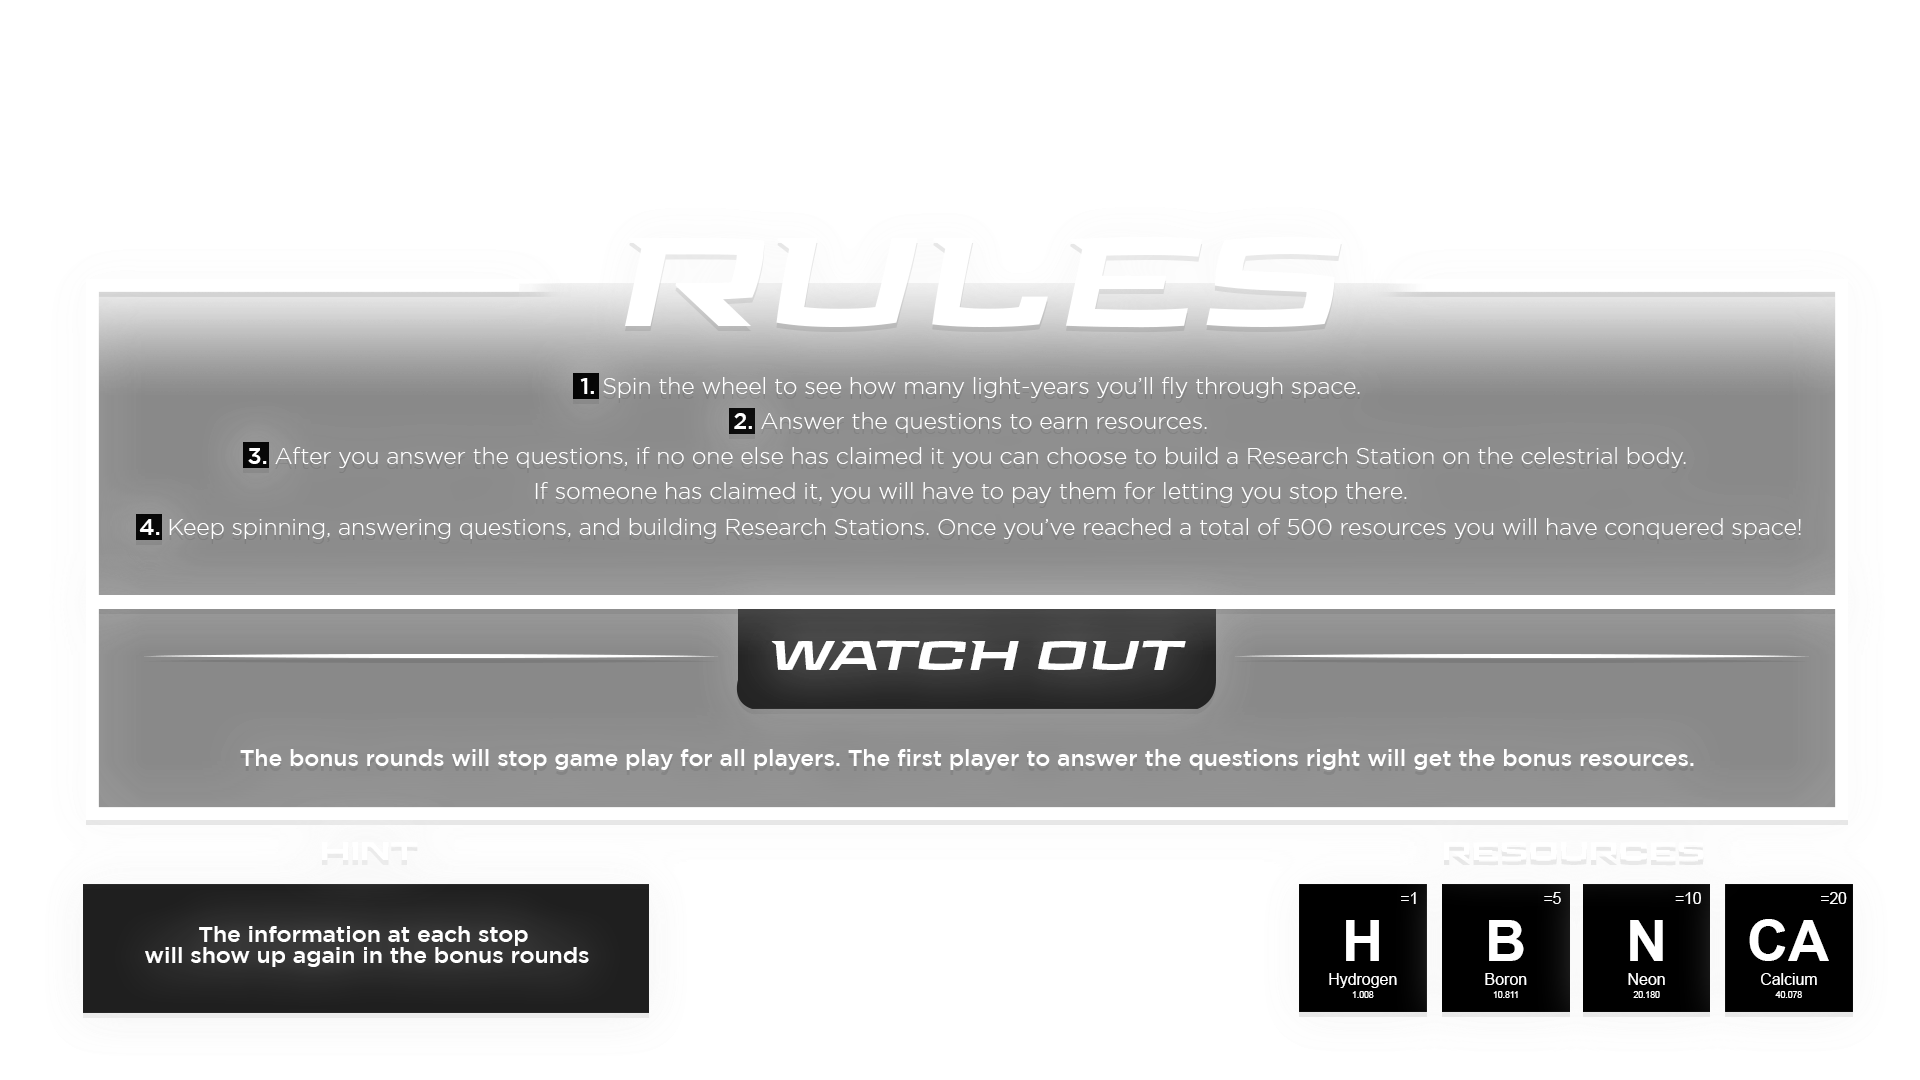 RULES
1. Spin the wheel to see how many light-years you'll fly through space.
2. Answer the questions to earn resources.
3. After you answer the questions, if no one else has claimed it you can choose to build a Research Station on the celestrial body.
If someone has claimed it, you will have to pay them for letting you stop there.
4. Keep spinning, answering questions, and building Research Stations. Once you've reached a total of 500 resources you will have conquered space!
WATCH OUT
The bonus rounds will stop game play for all players. The first player to answer the questions right will get the bonus resources.
HINT
The information at each stop
will show up again in the bonus rounds
RESOURCES
=1
H
Hydrogen
1.008
=5
B
Boron
10.811
=10
N
Neon
20.180
=20
CA
Calcium
40.078